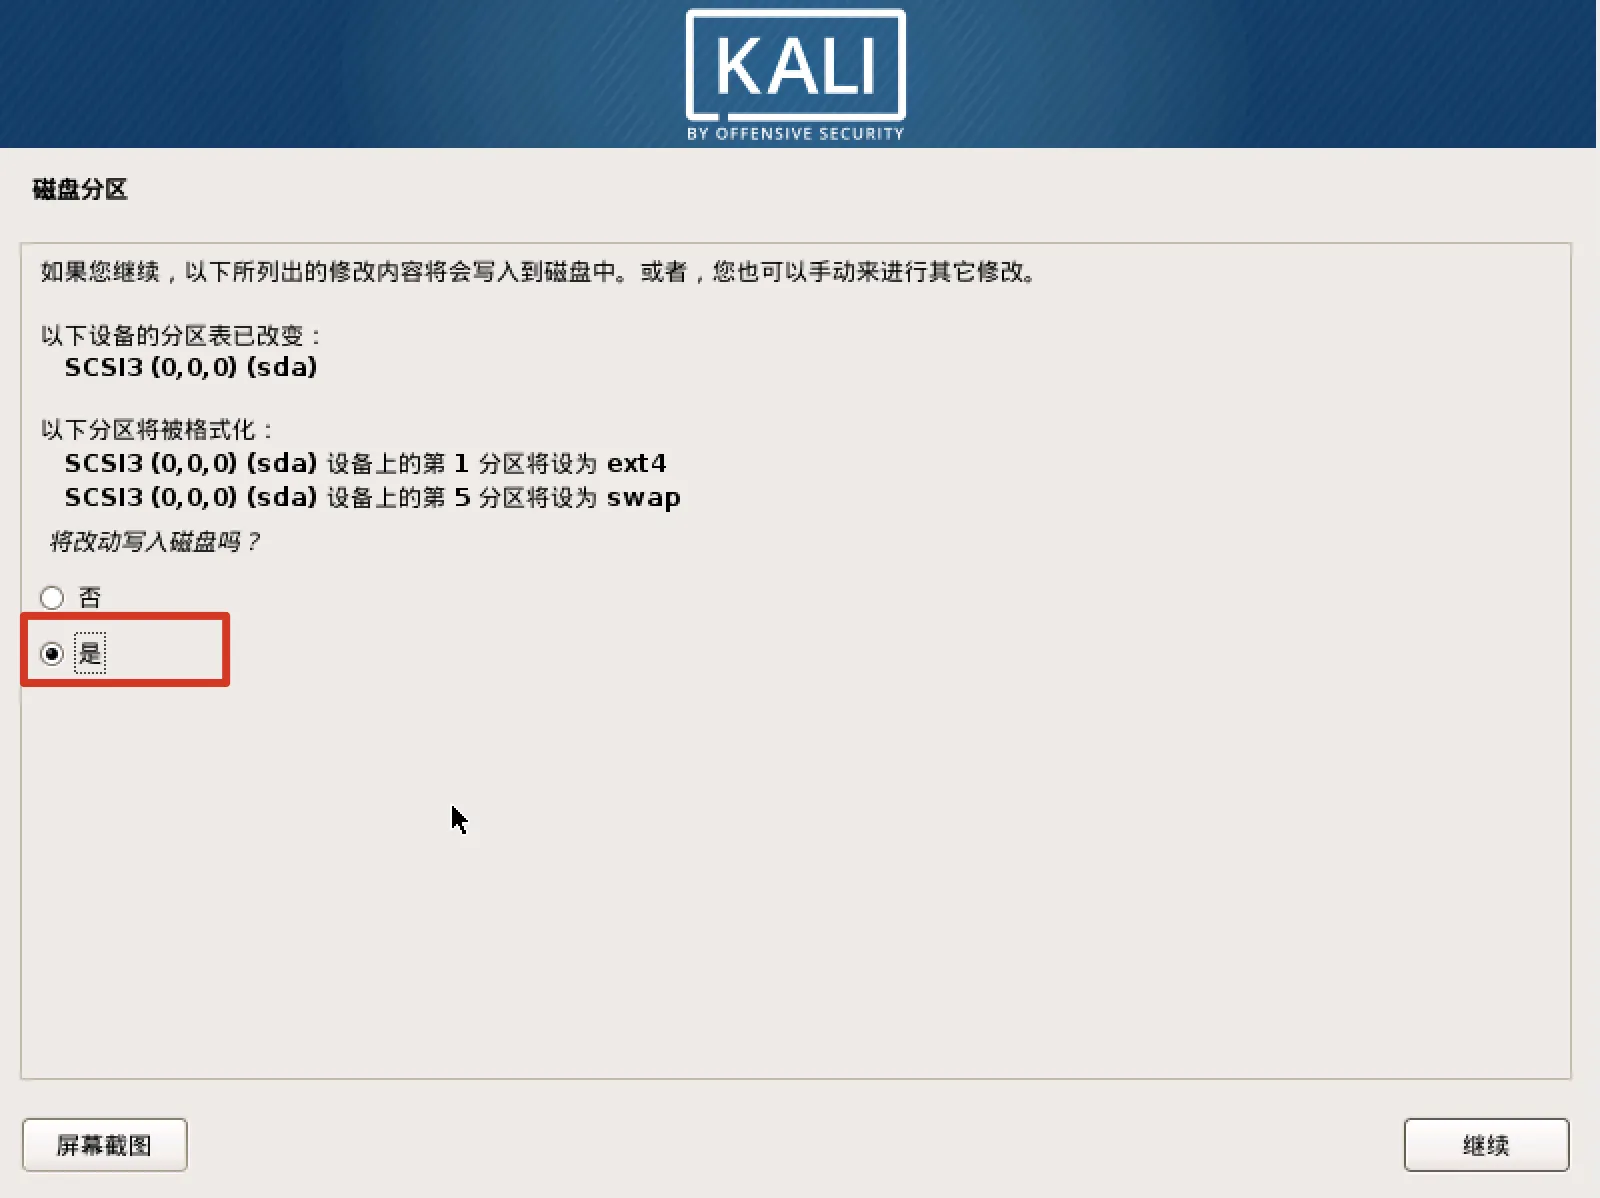 KALI
BY OFFENSIVE SECURITY
磁盘分区
如果您继续，以下所列出的修改内容将会写入到磁盘中。或者，您也可以手动来进行其它修改。
以下设备的分区表已改变：
SCSI3 (0,0,0) (sda)
以下分区将被格式化：
SCSI3 (0,0,0) (sda) 设备上的第 1 分区将设为 ext4
SCSI3 (0,0,0) (sda) 设备上的第 5 分区将设为 swap
将改动写入磁盘吗？
否
是
屏幕截图
继续